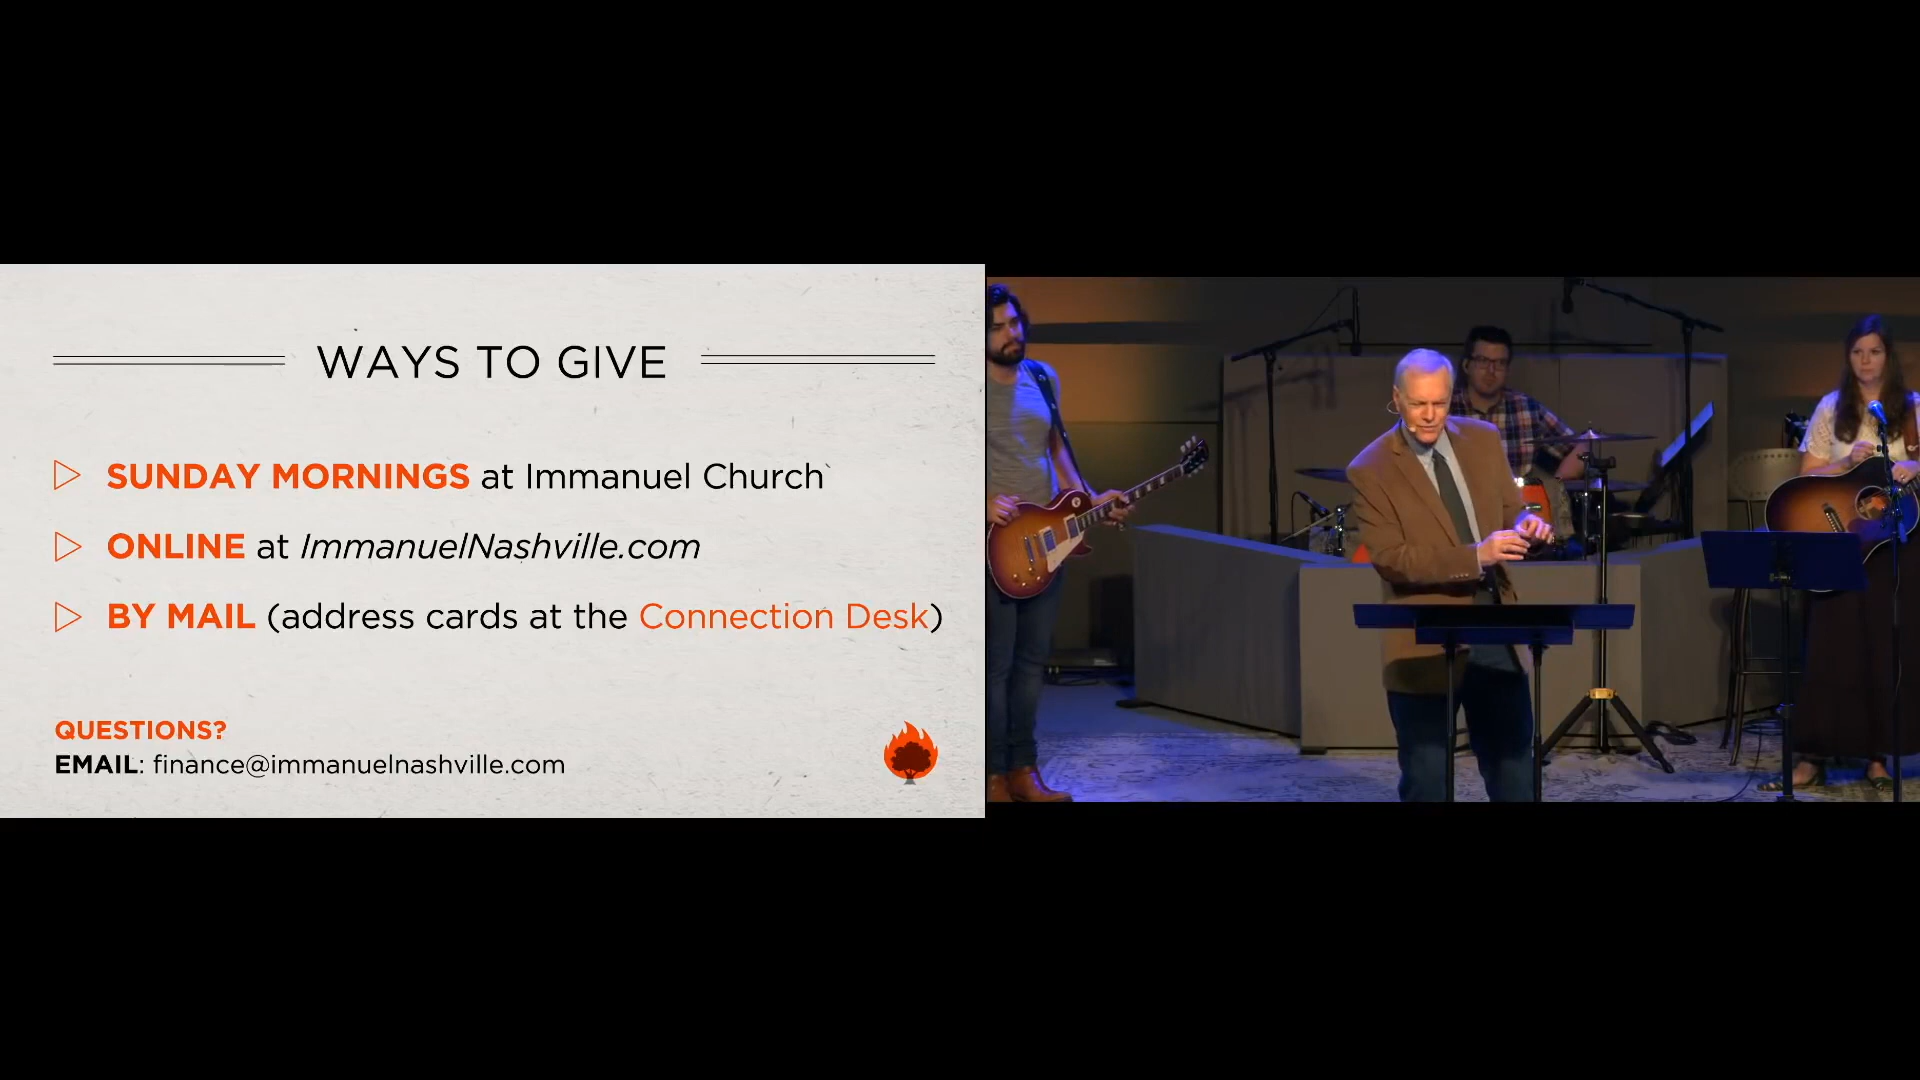 WAYS TO GIVE
SUNDAY MORNINGS at Immanuel Church
ONLINE at ImmanuelNashville.com
BY MAIL (address cards at the Connection Desk)
QUESTIONS?
EMAIL: finance@immanuelnashville.com